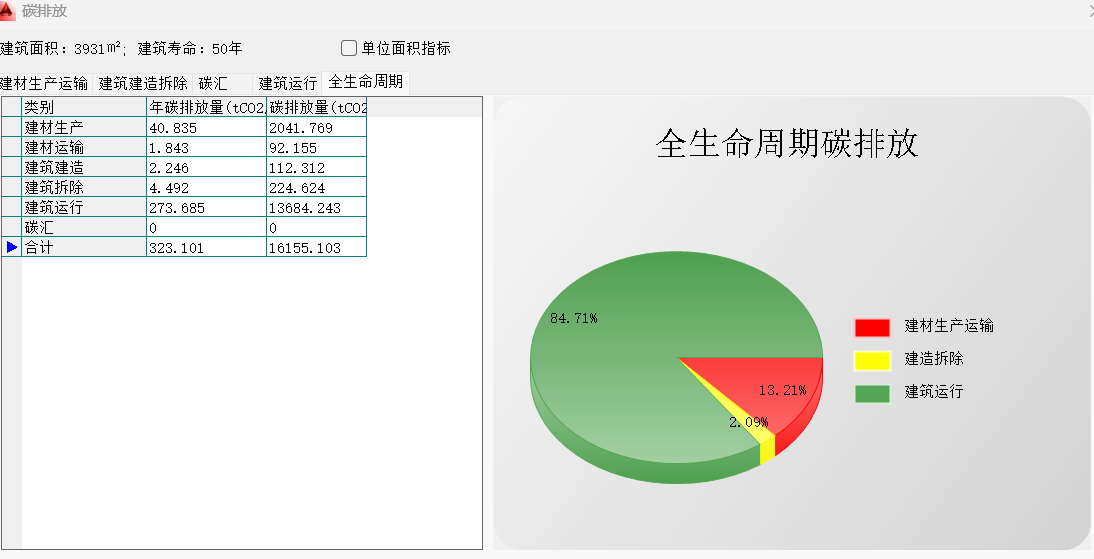 碳排放
建筑面积：3931㎡；建筑寿命：50年
单位面积指标
建材生产运输 建筑建造拆除 碳汇 建筑运行 全生命周期
类别 年碳排放量(tCO2 碳排放量(tCO2
建材生产 40.835 2041.769
建材运输 1.843 92.155
建筑建造 2.246 112.312
建筑拆除 4.492 224.624
建筑运行 273.685 13684.243
碳汇 0 0
合计 323.101 16155.103
全生命周期碳排放
84.71%
13.21%
2.09%
建材生产运输
建造拆除
建筑运行